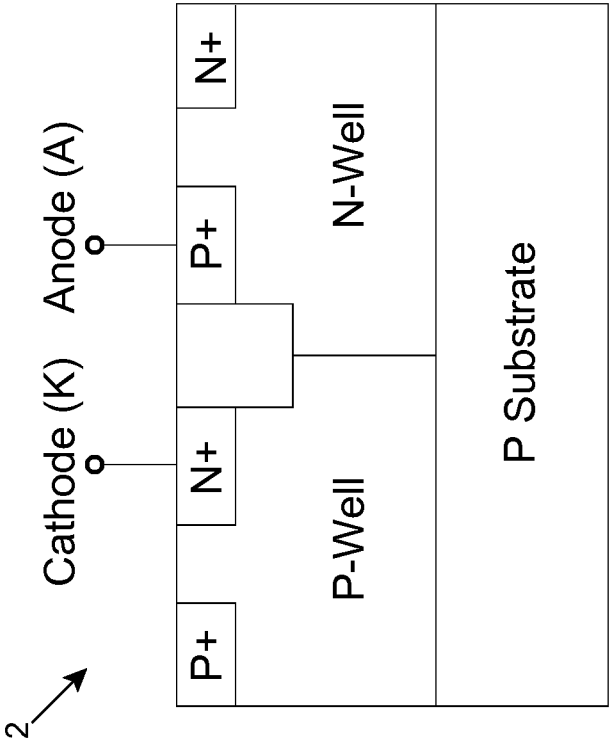 2
Cathode (K)
Anode (A)
P+
N+
P+
N+
P-Well
N-Well
P Substrate